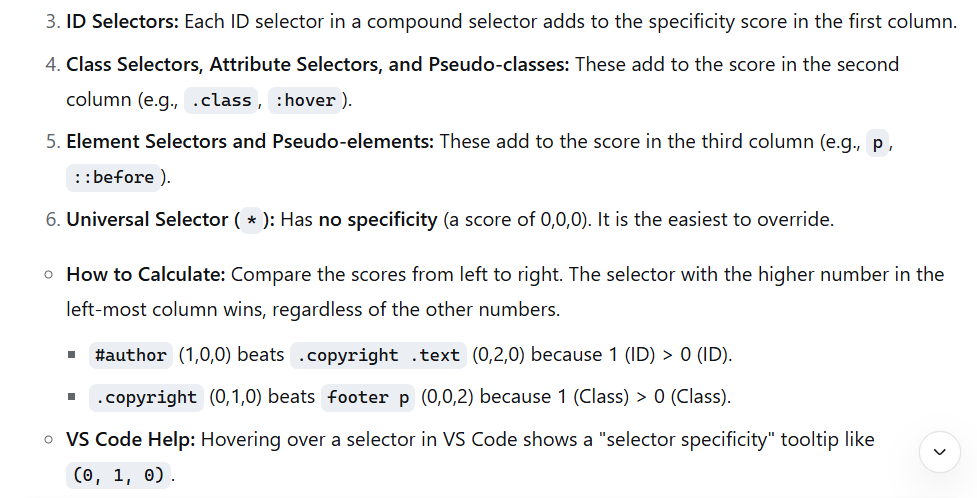 3. ID Selectors: Each ID selector in a compound selector adds to the specificity score in the first column.
4. Class Selectors, Attribute Selectors, and Pseudo-classes: These add to the score in the second
column (e.g., .class, :hover).
5. Element Selectors and Pseudo-elements: These add to the score in the third column (e.g., p,
::before).
6. Universal Selector (*): Has no specificity (a score of 0,0,0). It is the easiest to override.
◦ How to Calculate: Compare the scores from left to right. The selector with the higher number in the
left-most column wins, regardless of the other numbers.
▪ #author (1,0,0) beats .copyright .text (0,2,0) because 1 (ID) > 0 (ID).
▪ .copyright (0,1,0) beats footer p (0,0,2) because 1 (Class) > 0 (Class).
◦ VS Code Help: Hovering over a selector in VS Code shows a "selector specificity" tooltip like
(0, 1, 0).